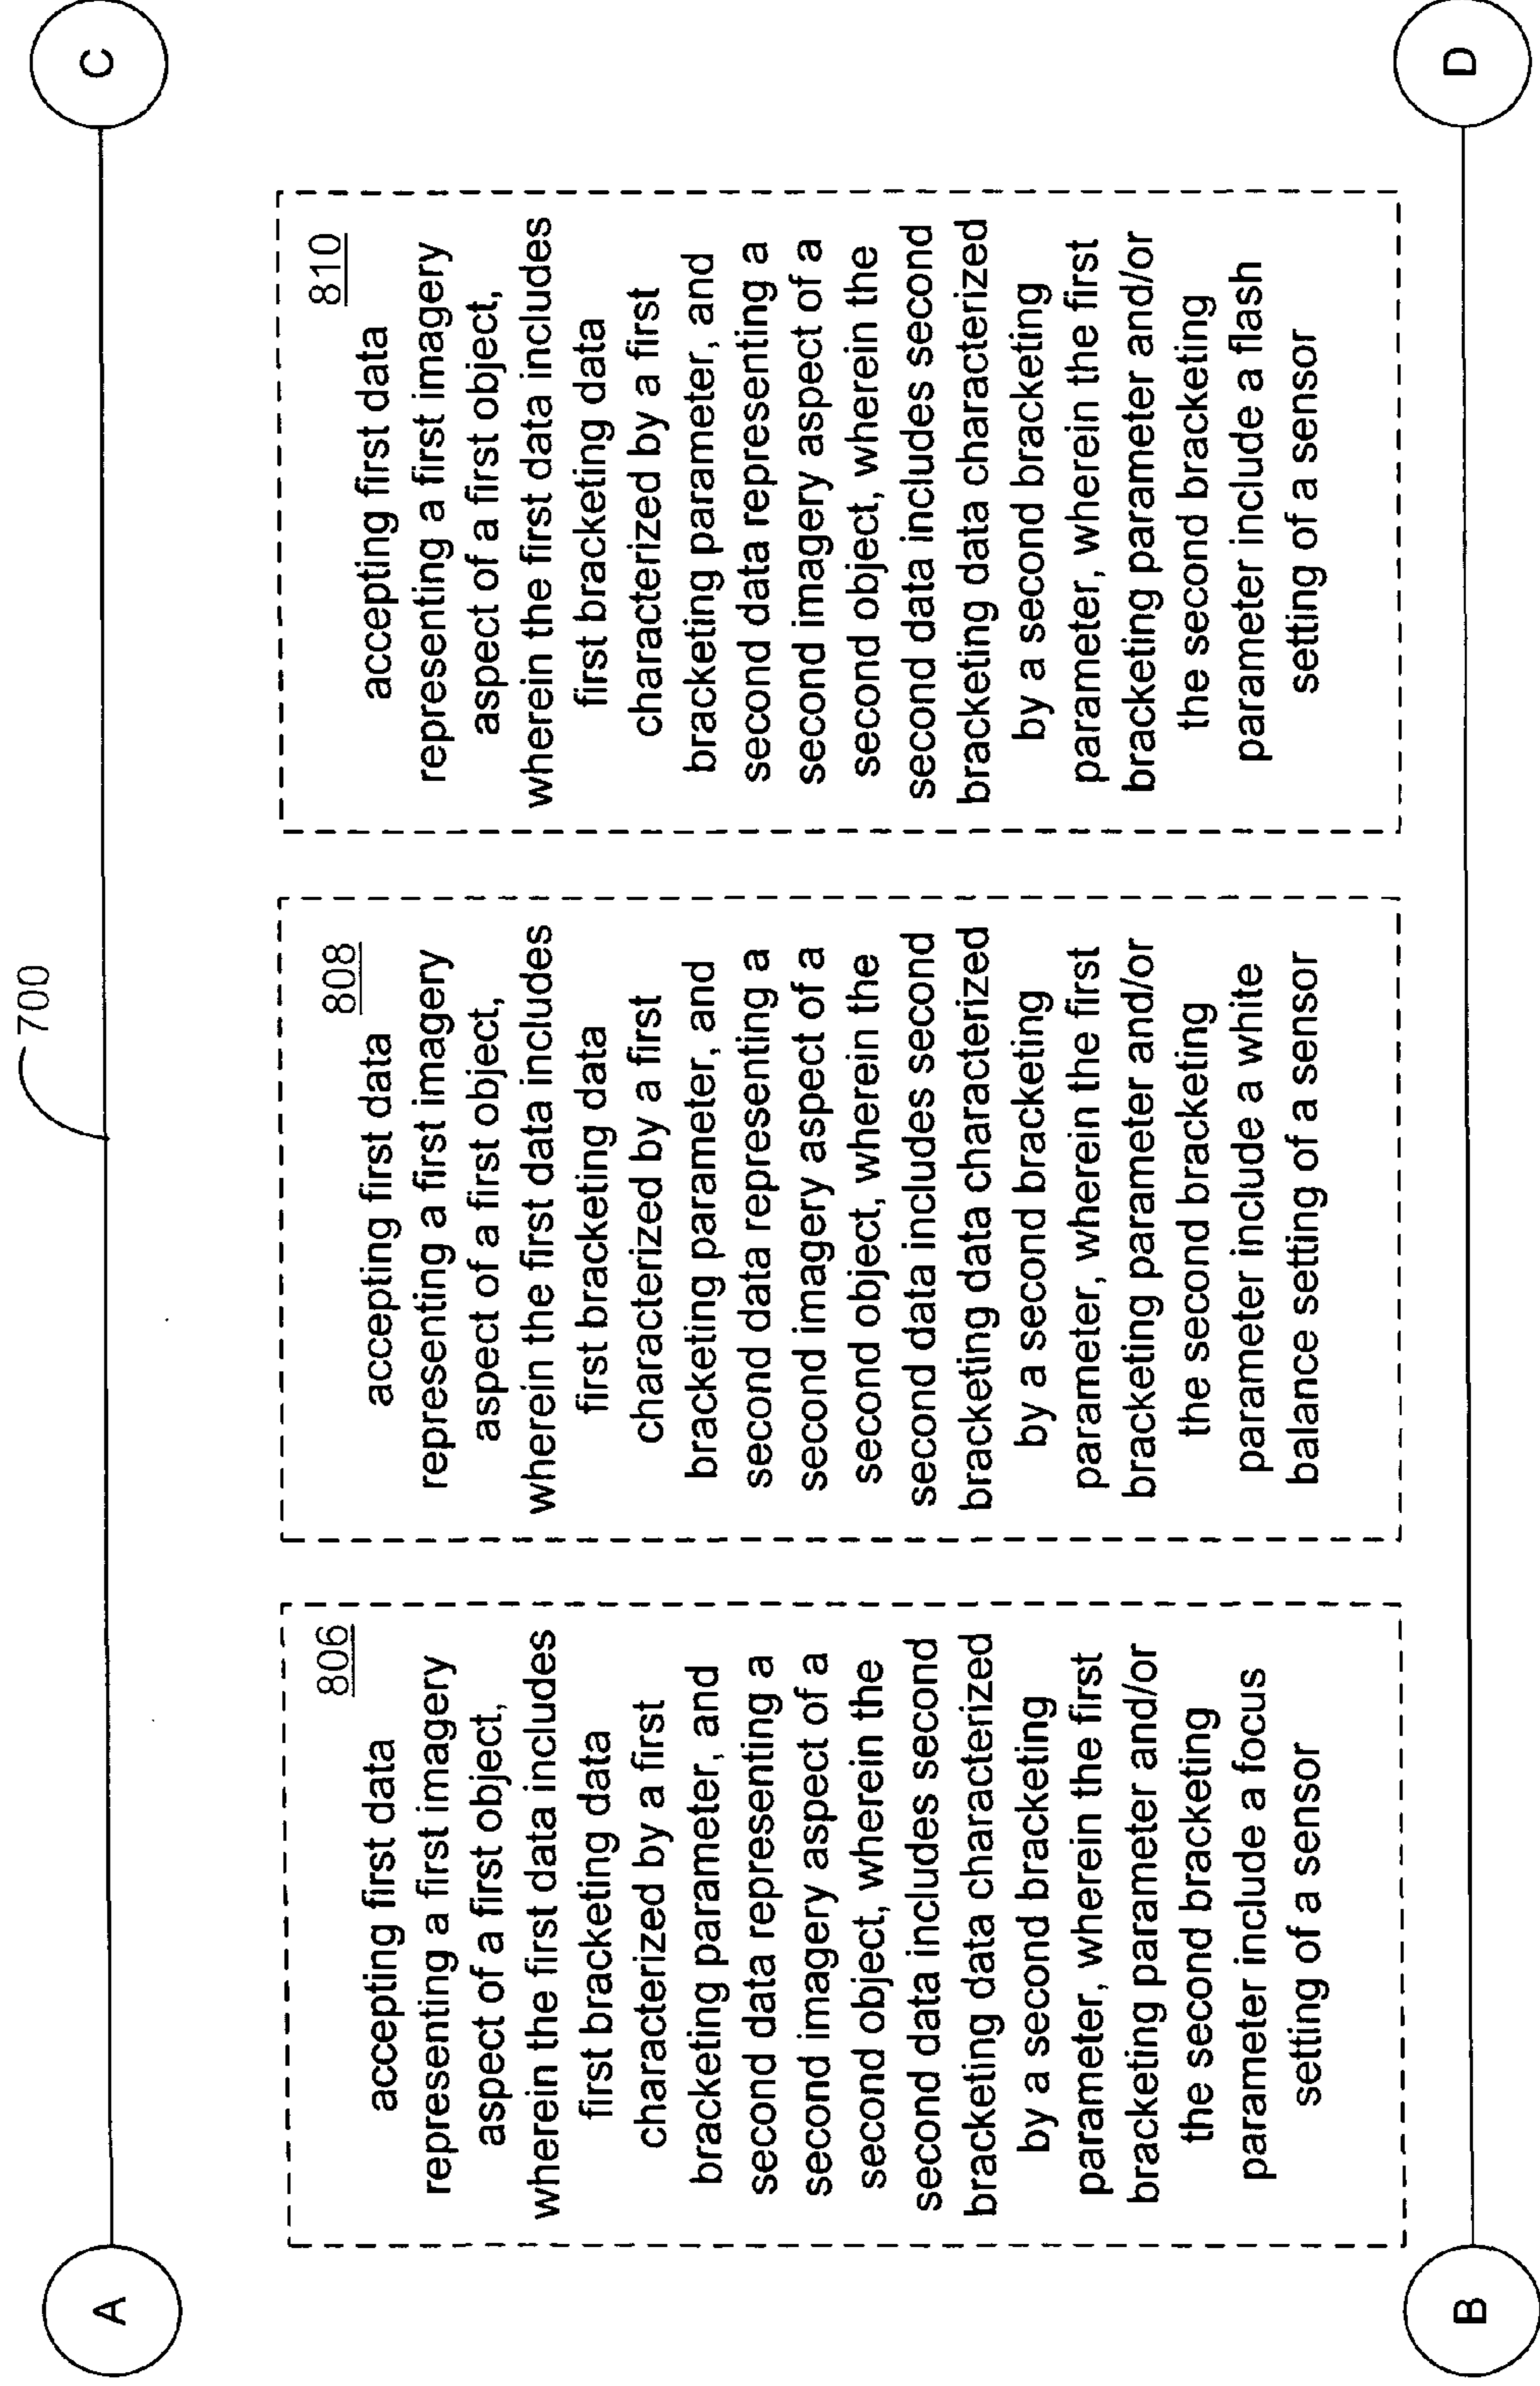 700
A
C
806
accepting first data
representing a first imagery
aspect of a first object,
wherein the first data includes
first bracketing data
characterized by a first
bracketing parameter, and
second data representing a
second imagery aspect of a
second object, wherein the
second data includes second
bracketing data characterized
by a second bracketing
parameter, wherein the first
bracketing parameter and/or
the second bracketing
parameter include a focus
setting of a sensor
808
accepting first data
representing a first imagery
aspect of a first object,
wherein the first data includes
first bracketing data
characterized by a first
bracketing parameter, and
second data representing a
second imagery aspect of a
second object, wherein the
second data includes second
bracketing data characterized
by a second bracketing
parameter, wherein the first
bracketing parameter and/or
the second bracketing
parameter include a white
balance setting of a sensor
810
accepting first data
representing a first imagery
aspect of a first object,
wherein the first data includes
first bracketing data
characterized by a first
bracketing parameter, and
second data representing a
second imagery aspect of a
second object, wherein the
second data includes second
bracketing data characterized
by a second bracketing
parameter, wherein the first
bracketing parameter and/or
the second bracketing
parameter include a flash
setting of a sensor
B
D